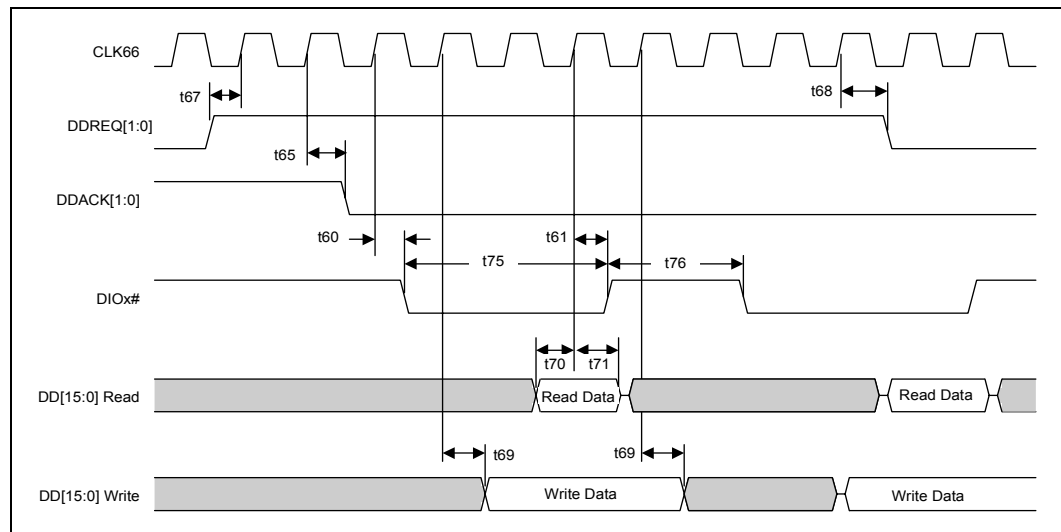 CLK66
t67
t68
DDREQ[1:0]
t65
DDACK[1:0]
t60
t61
t75
t76
DIOx#
t70
t71
DD[15:0] Read
Read Data
Read Data
t69
t69
DD[15:0] Write
Write Data
Write Data